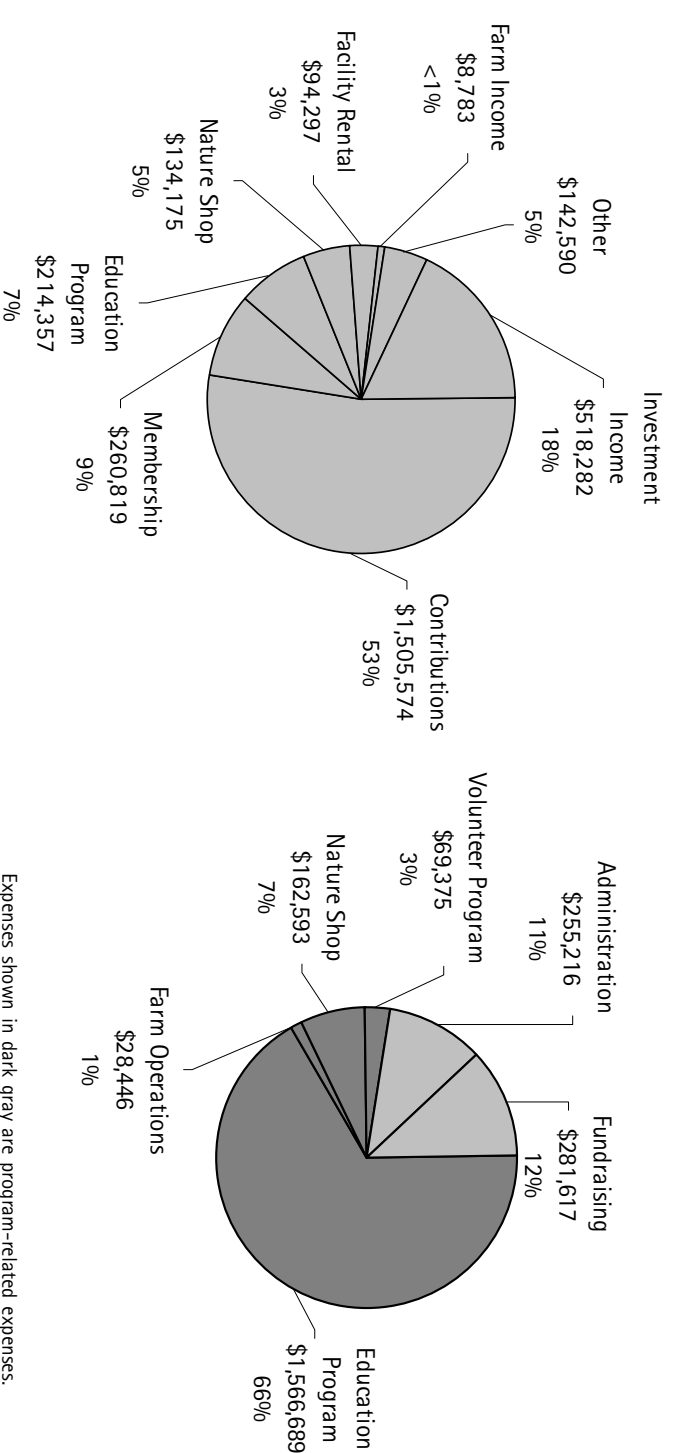 Investment
Income
$518,282
18%
Other
$142,590
5%
Farm Income
$8,783
<1%
Facility Rental
$94,297
3%
Nature Shop
$134,175
5%
Education
Program
$214,357
7%
Membership
$260,819
9%
Contributions
$1,505,574
53%
Administration
$255,216
11%
Fundraising
$281,617
12%
Volunteer Program
$69,375
3%
Nature Shop
$162,593
7%
Farm Operations
$28,446
1%
Education
Program
$1,566,689
66%
Expenses shown in dark gray are program-related expenses.